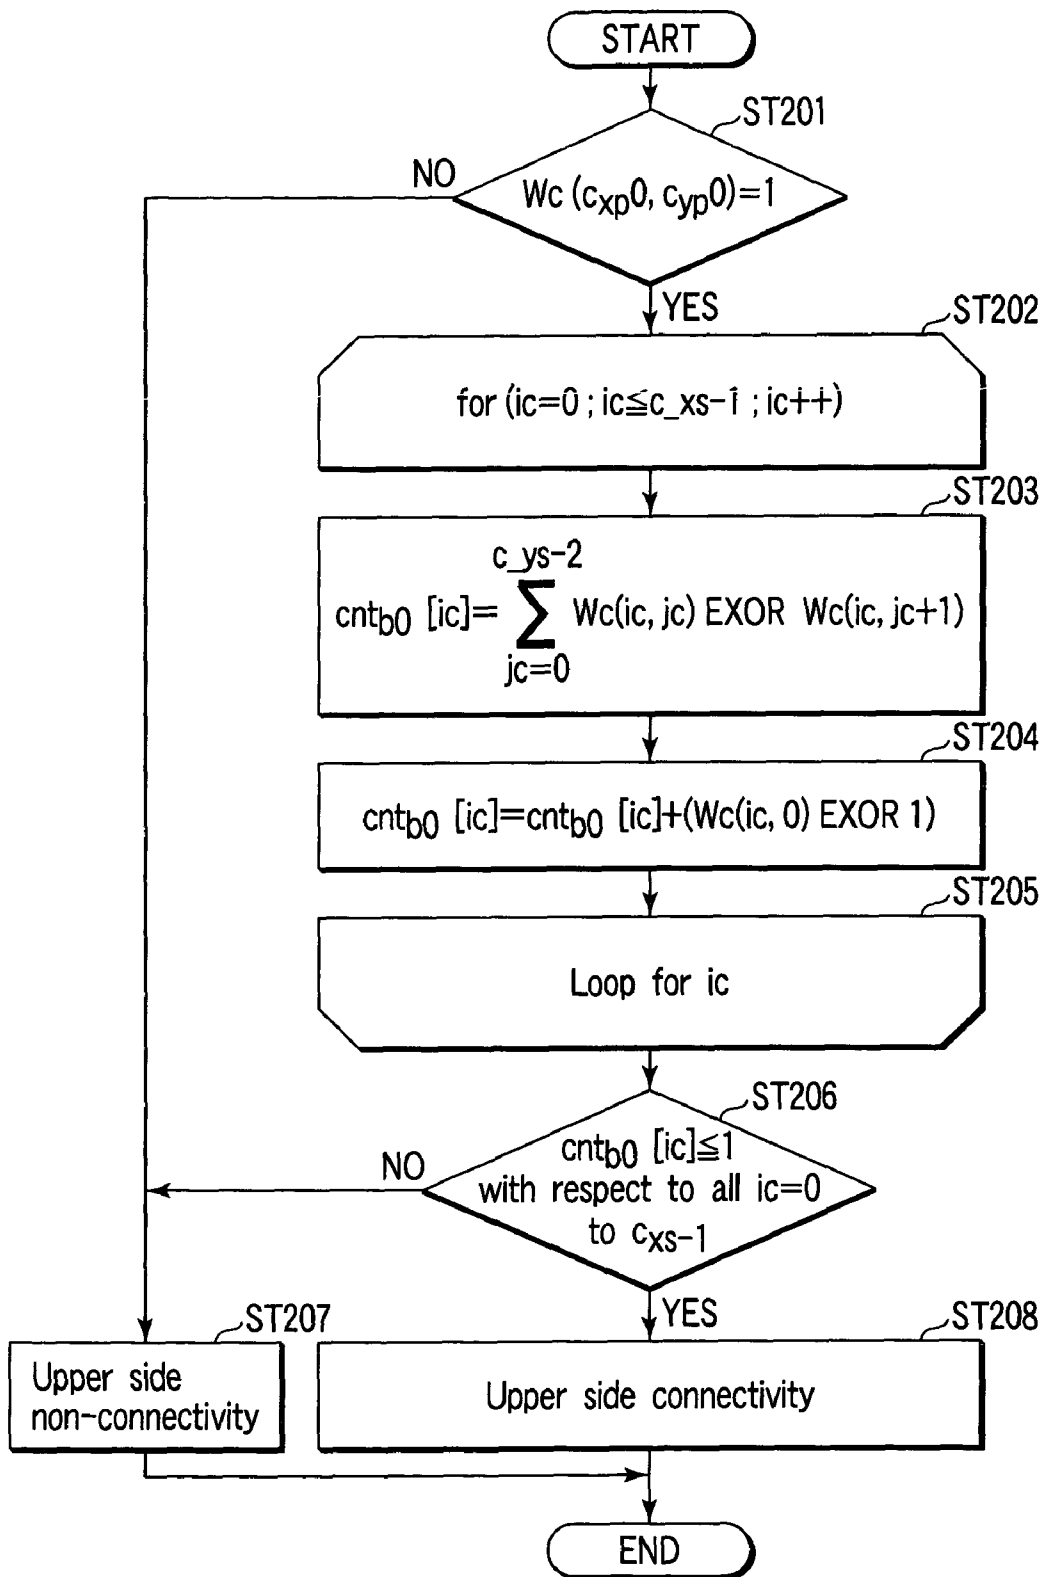 START
ST201
NO
Wc (cxp0, cyp0)=1
YES
ST202
for (ic=0 ; ic≦c_xs-1 ; ic++)
ST203
c_ys-2
cntb0 [ic]= ∑ Wc(ic, jc) EXOR Wc(ic, jc+1)
jc=0
ST204
cntb0 [ic]=cntb0 [ic]+(Wc(ic, 0) EXOR 1)
ST205
Loop for ic
ST206
NO
cntb0 [ic]≦1
with respect to all ic=0
to cxs-1
YES
ST207
ST208
Upper side
non-connectivity
Upper side connectivity
END